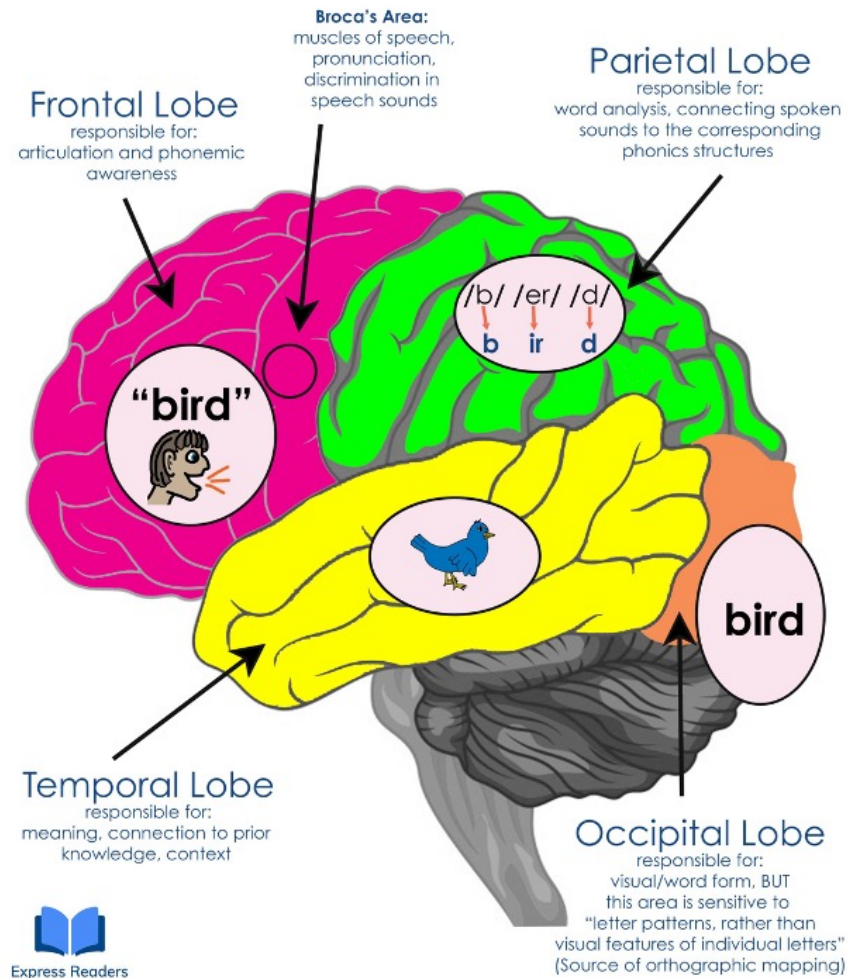 Broca's Area:
muscles of speech,
pronunciation,
discrimination in
speech sounds
Frontal Lobe
responsible for:
articulation and phonemic
awareness
Parietal Lobe
responsible for:
word analysis, connecting spoken
sounds to the corresponding
phonics structures
/b/ /er/ /d/
b ir d
"bird"
bird
Temporal Lobe
responsible for:
meaning, connection to prior
knowledge, context
Occipital Lobe
responsible for:
visual/word form, BUT
this area is sensitive to
"letter patterns, rather than
visual features of individual letters"
(Source of orthographic mapping)
Express Readers